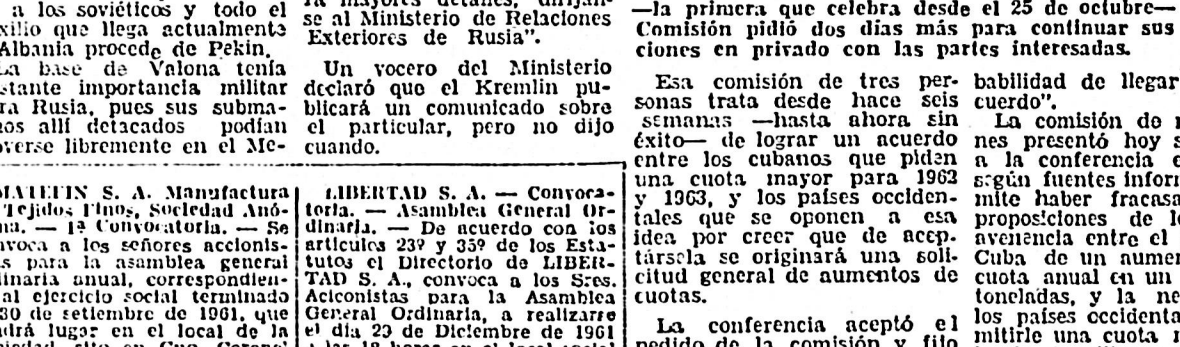 a los soviéticos y todo el
xilio que llega actualmente
Albania procede de Pekín.
La base de Valona tenía
stante importancia militar
ra Rusia, pues sus subma-
nos allí detacados podían
overse libremente en el Me-
se al Ministerio de Relaciones
Exteriores de Rusia".
Un vocero del Ministerio
declaró que el Kremlin pu-
blicará un comunicado sobre
el particular, pero no dijo
cuando.
—la primera que celebra desde el 25 de octubre—
Comisión pidió dos días más para continuar sus
ciones en privado con las partes interesadas.
Esa comisión de tres per-
sonas trata desde hace seis
semanas —hasta ahora sin
éxito— de lograr un acuerdo
entre los cubanos que piden
una cuota mayor para 1962
y 1963, y los países occiden-
tales que se oponen a esa
idea por creer que de acep-
társela se originará una soli-
citud general de aumentos de
cuotas.
La conferencia aceptó el
pedido de la comisión y fijo
babilidad de llegar
cuerdo".
La comisión de
nes presentó hoy s
a la conferencia
según fuentes infor
mite haber fracasa
proposiciones de
avenencia entre el
Cuba de un aumen
cuota anual en un
toneladas, y la ne
los países occidenta
mitirle una cuota
S. A. Manufactura
Tejidos Finos, Sociedad Anó-
ma. — 1ª Convocatoria. — Se
nvoca a los señores accionis-
s para la asamblea general
dinaria anual, correspondien-
al ejercicio social terminado
30 de setiembre de 1961, que
drá lugar en el local de la
LIBERTAD S. A. — Convoca-
toria. — Asamblea General Or-
dinaria. — De acuerdo con los
artículos 23º y 35º de los Esta-
tutos el Directorio de LIBER-
TAD S. A., convoca a los Sres.
Aciconistas para la Asamblea
General Ordinaria, a realizarse
el día 29 de Diciembre de 1961